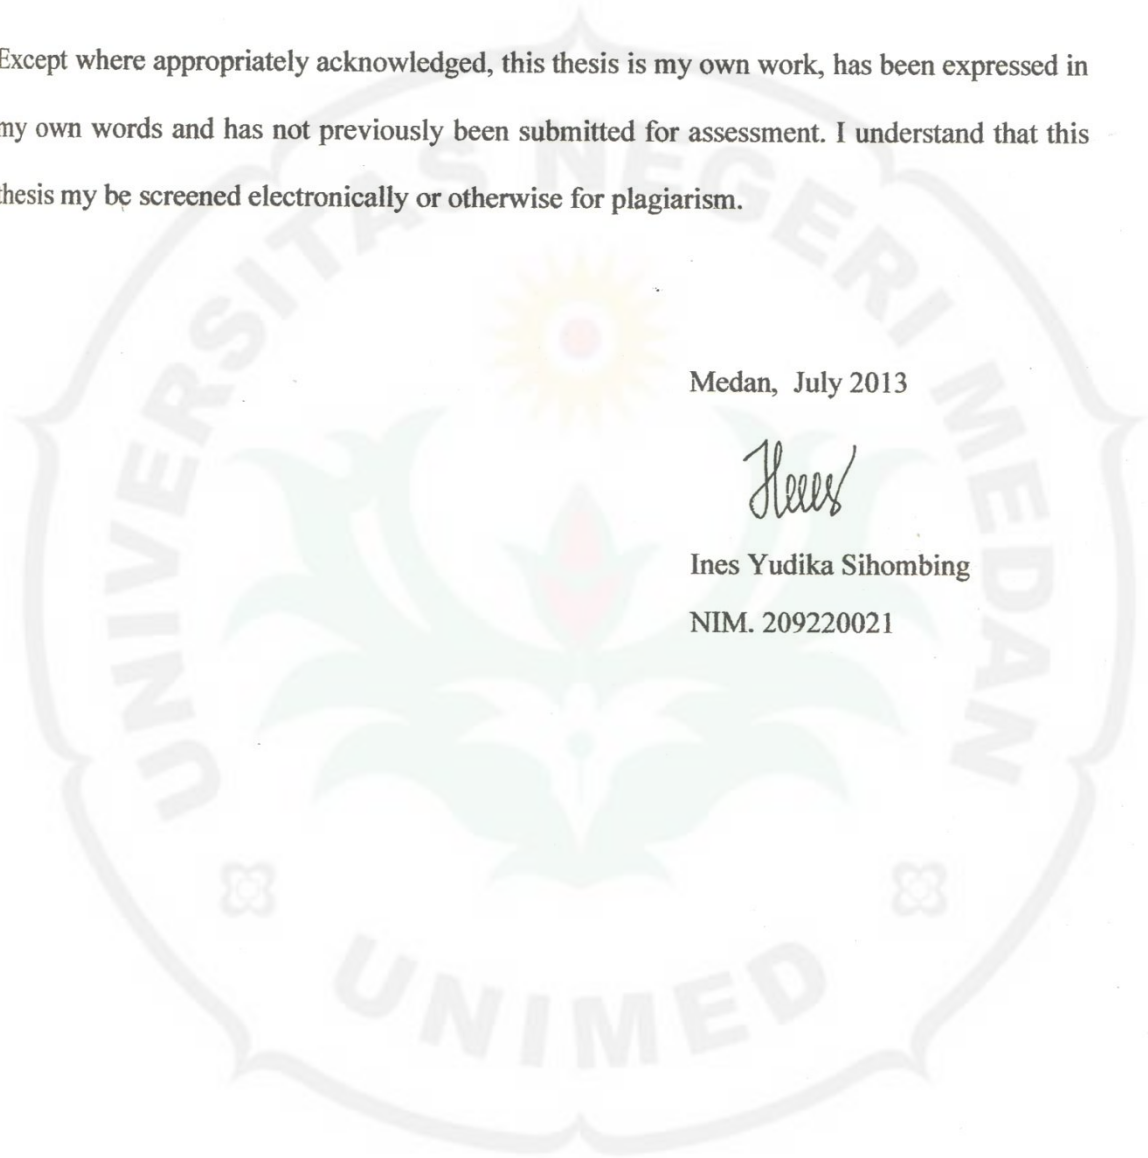 Except where appropriately acknowledged, this thesis is my own work, has been expressed in
my own words and has not previously been submitted for assessment. I understand that this
thesis my be screened electronically or otherwise for plagiarism.
UNIVERSITAS NEGERI MEDAN
Medan, July 2013
Ines Yudika Sihombing
NIM. 209220021
UNIMED